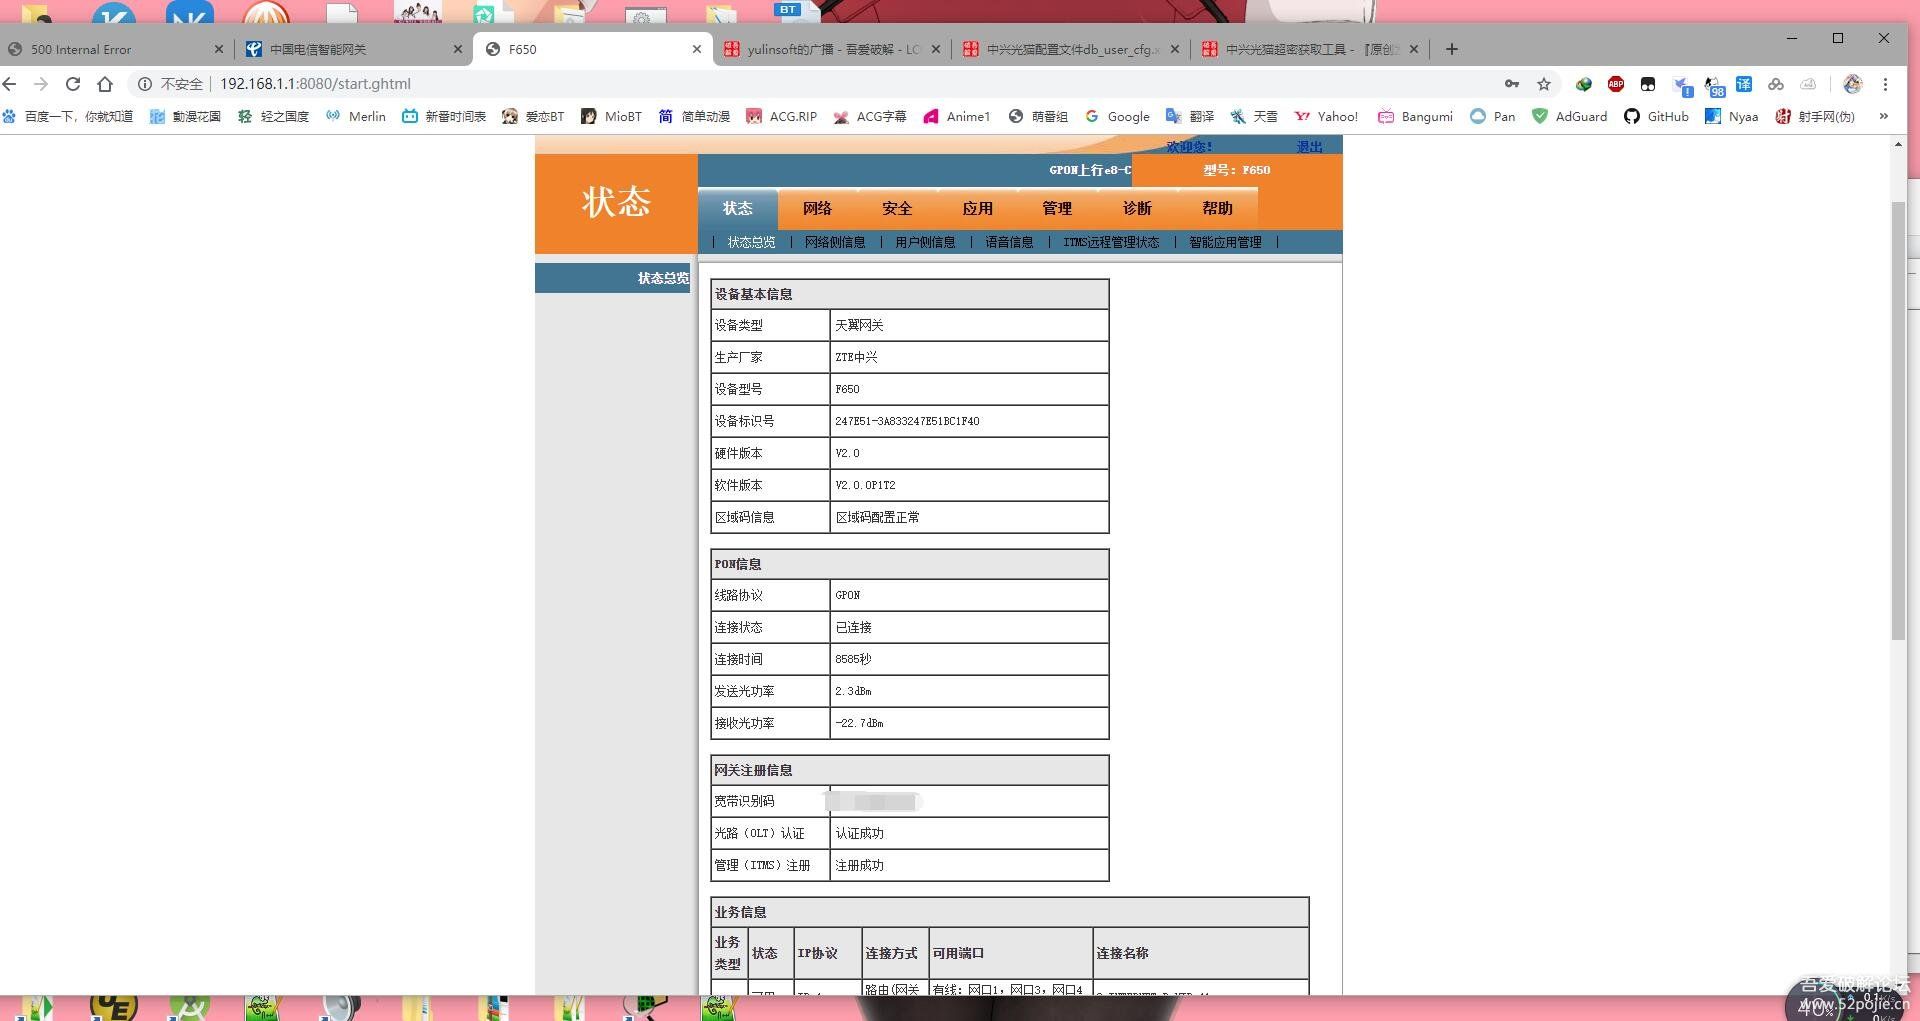 BT
500 Internal Error
中国电信智能网关
F650
yulinsoft的广播 - 吾爱破解 - LC
中兴光猫配置文件db_user_cfg.x
中兴光猫超密获取工具 - 『原创
不安全 192.168.1.1:8080/start.ghtml
ABP
98
译
百度一下，你就知道 動漫花園 轻之国度 Merlin 新番时间表 爱恋BT MioBT 简单动漫 ACG.RIP ACG字幕 Anime1 萌番组 Google 翻译 天雪 Yahoo! Bangumi Pan AdGuard GitHub Nyaa 射手网(伪) »
欢迎您！ 退出
GPON上行e8-C 型号：F650
状态
状态 网络 安全 应用 管理 诊断 帮助
| 状态总览 | 网络侧信息 | 用户侧信息 | 语音信息 | ITMS远程管理状态 | 智能应用管理 |
状态总览
设备基本信息
设备类型 天翼网关
生产厂家 ZTE中兴
设备型号 F650
设备标识号 247E51-3A833247E51BC1F40
硬件版本 V2.0
软件版本 V2.0.0P1T2
区域码信息 区域码配置正常
PON信息
线路协议 GPON
连接状态 已连接
连接时间 8585秒
发送光功率 2.3dBm
接收光功率 -22.7dBm
网关注册信息
宽带识别码
光路（OLT）认证 认证成功
管理（ITMS）注册 注册成功
业务信息
业务类型 状态 IP协议 连接方式 可用端口 连接名称
路由(网关 有线：网口1，网口3，网口4
UE
吾爱破解论坛
www.52pojie.cn
40%